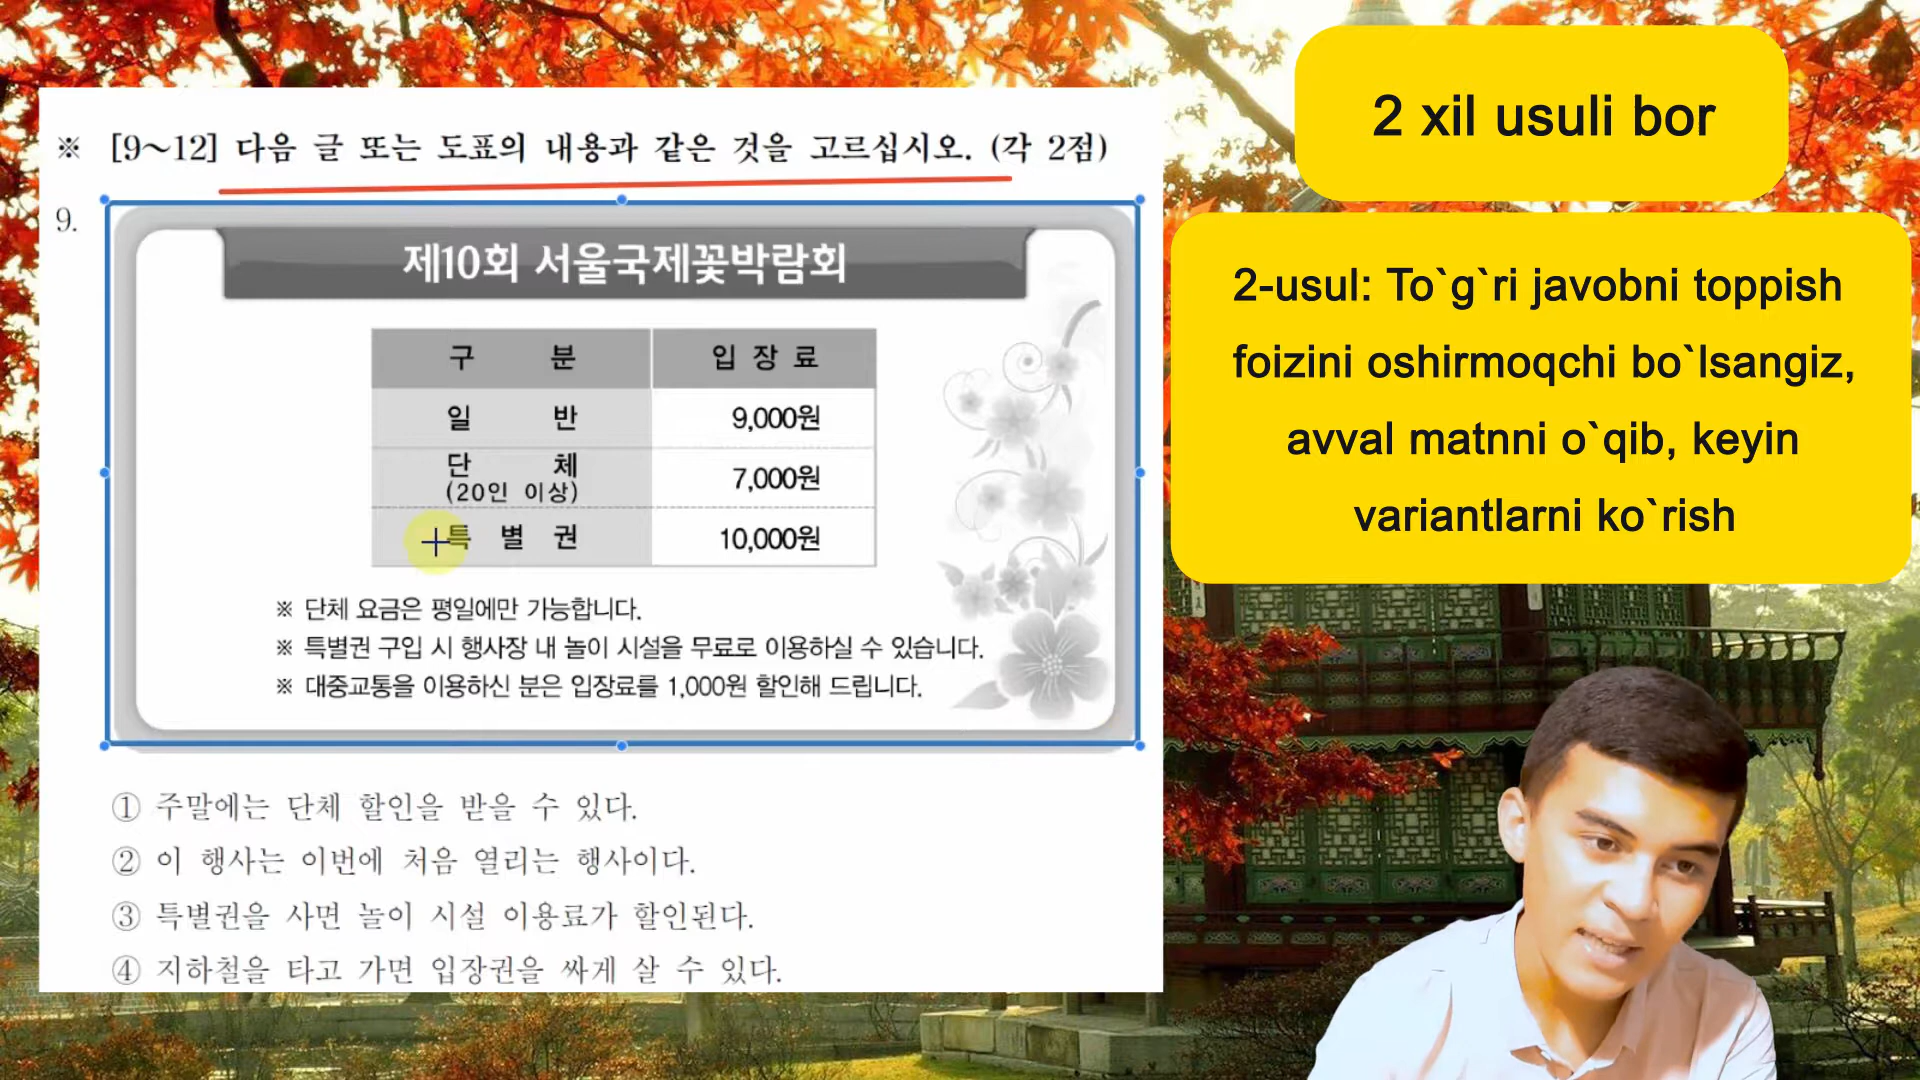 ※ [9～12] 다음 글 또는 도표의 내용과 같은 것을 고르십시오. (각 2점)
9.
제10회 서울국제꽃박람회
구 분 입 장 료
일 반 9,000원
단 체 7,000원
(20인 이상)
특 별 권 10,000원
※ 단체 요금은 평일에만 가능합니다.
※ 특별권 구입 시 행사장 내 놀이 시설을 무료로 이용하실 수 있습니다.
※ 대중교통을 이용하신 분은 입장료를 1,000원 할인해 드립니다.
① 주말에는 단체 할인을 받을 수 있다.
② 이 행사는 이번에 처음 열리는 행사이다.
③ 특별권을 사면 놀이 시설 이용료가 할인된다.
④ 지하철을 타고 가면 입장권을 싸게 살 수 있다.
2 xil usuli bor
2-usul: To`g`ri javobni toppish
foizini oshirmoqchi bo`lsangiz,
avval matnni o`qib, keyin
variantlarni ko`rish